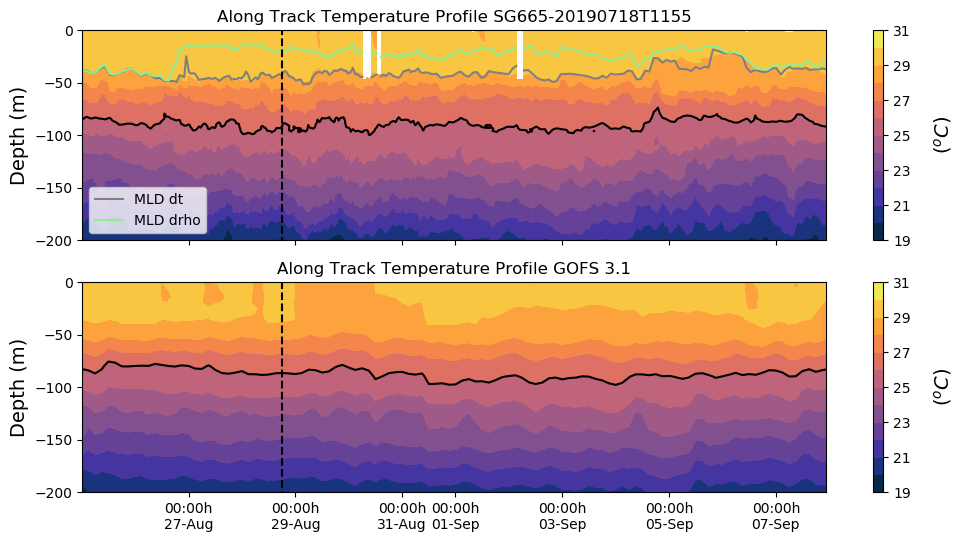 Along Track Temperature Profile SG665-20190718T1155
Depth (m)
0
−50
−100
−150
−200
MLD dt
MLD drho
31
29
27
25
23
21
19
(°C)
Along Track Temperature Profile GOFS 3.1
Depth (m)
0
−50
−100
−150
−200
31
29
27
25
23
21
19
(°C)
00:00h 00:00h 00:00h 00:00h 00:00h 00:00h 00:00h
27-Aug 29-Aug 31-Aug 01-Sep 03-Sep 05-Sep 07-Sep